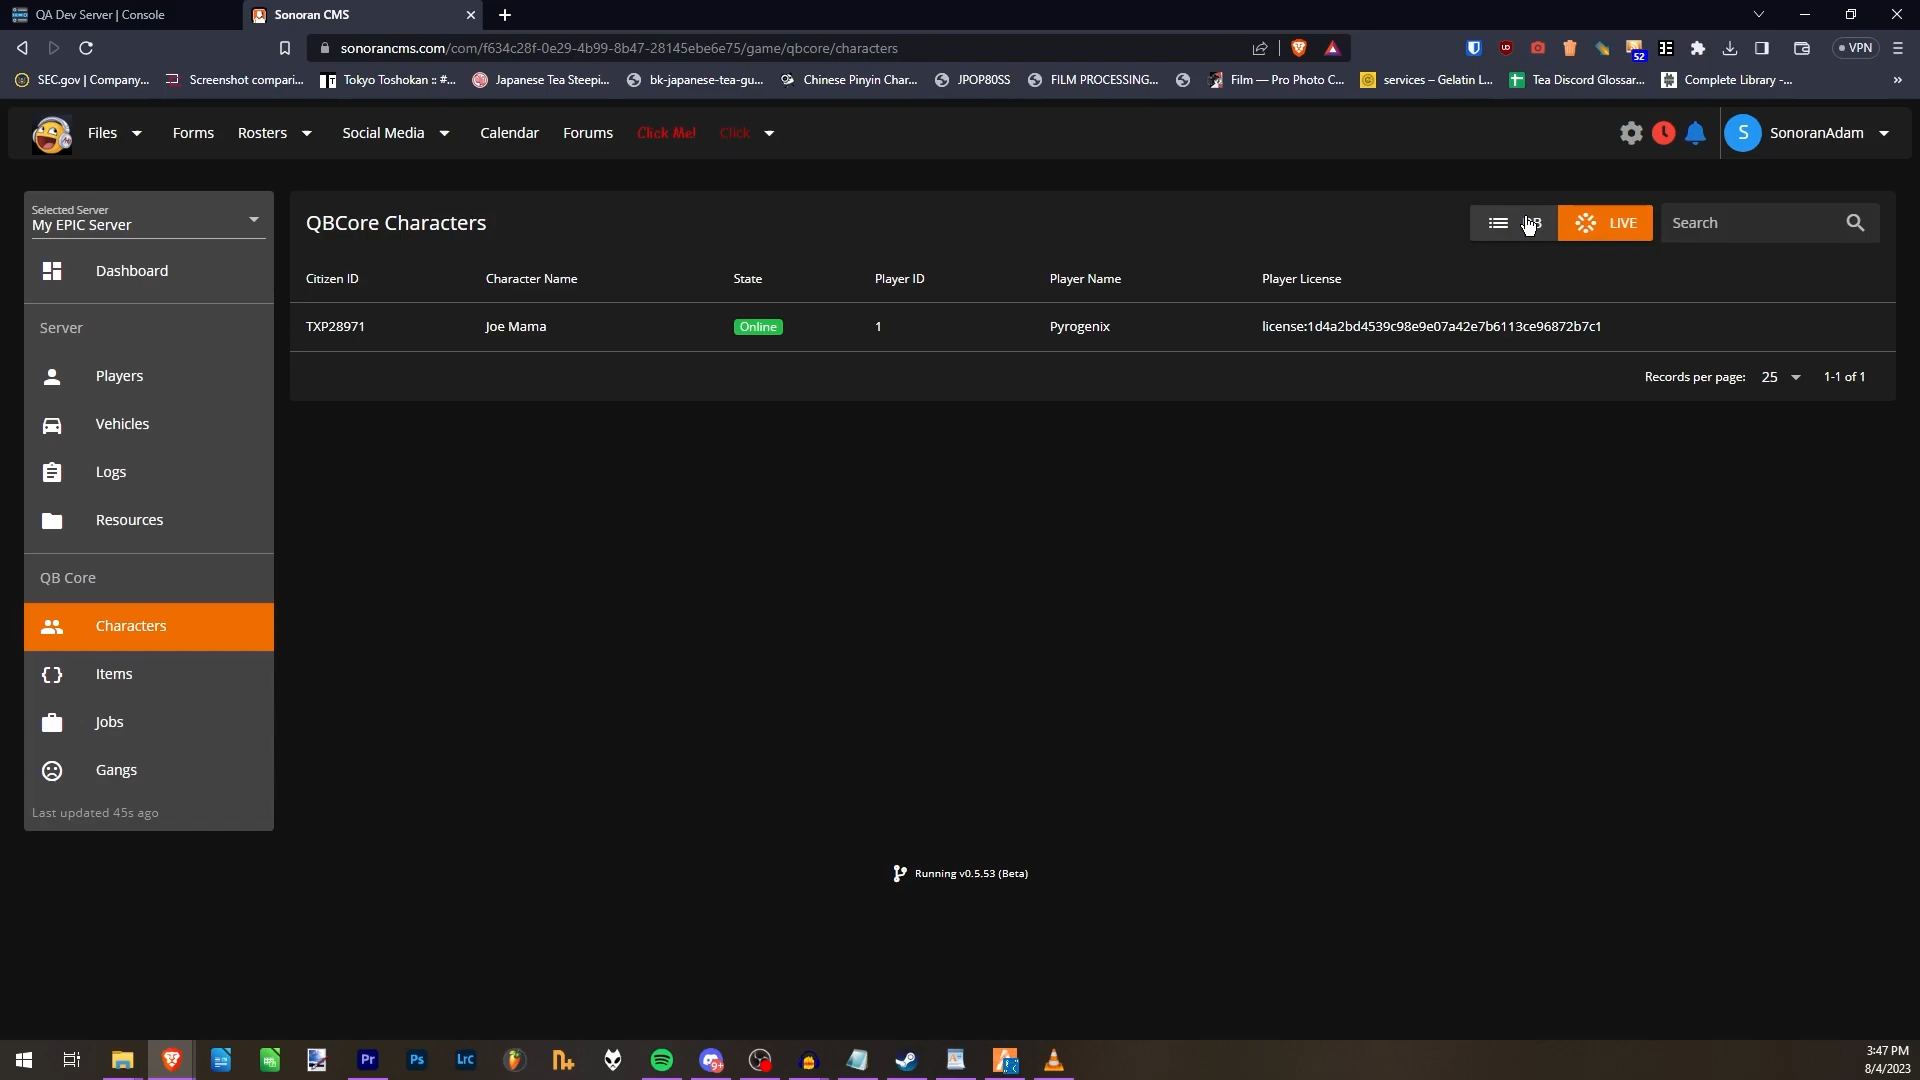 QA Dev Server | Console
Sonoran CMS
sonorancms.com/com/f634c28f-0e29-4b99-8b47-28145ebe6e75/game/qbcore/characters
52
VPN
SEC.gov | Company...
Screenshot compari...
Tokyo Toshokan :: #...
Japanese Tea Steepi...
bk-japanese-tea-gu...
Chinese Pinyin Char...
JPOP80SS
FILM PROCESSING...
Film — Pro Photo C...
services – Gelatin L...
Tea Discord Glossar...
Complete Library -...
Files
Forms
Rosters
Social Media
Calendar
Forums
Click Me!
Click
S
SonoranAdam
Selected Server
My EPIC Server
Dashboard
Server
Players
Vehicles
Logs
Resources
QB Core
Characters
Items
Jobs
Gangs
Last updated 45s ago
QBCore Characters
LIVE
Search
Citizen ID
Character Name
State
Player ID
Player Name
Player License
TXP28971
Joe Mama
Online
1
Pyrogenix
license:1d4a2bd4539c98e9e07a42e7b6113ce96872b7c1
Records per page:
25
1-1 of 1
Running v0.5.53 (Beta)
Pr
Ps
LrC
9+
3:47 PM
8/4/2023